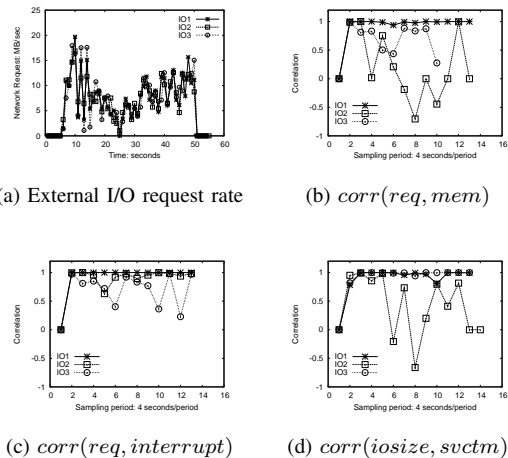 25
20
15
10
5
0
Network Request: MB/sec
IO1
IO2
IO3
0 10 20 30 40 50 60
Time: seconds
(a) External I/O request rate
1
0.5
0
-0.5
-1
Correlation
IO1
IO2
IO3
0 2 4 6 8 10 12 14 16
Sampling period: 4 seconds/period
(b) corr(req, mem)
1
0.5
0
-0.5
-1
Correlation
IO1
IO2
IO3
0 2 4 6 8 10 12 14 16
Sampling period: 4 seconds/period
(c) corr(req, interrupt)
1
0.5
0
-0.5
-1
Correlation
IO1
IO2
IO3
0 2 4 6 8 10 12 14 16
Sampling period: 4 seconds/period
(d) corr(iosize, svctm)